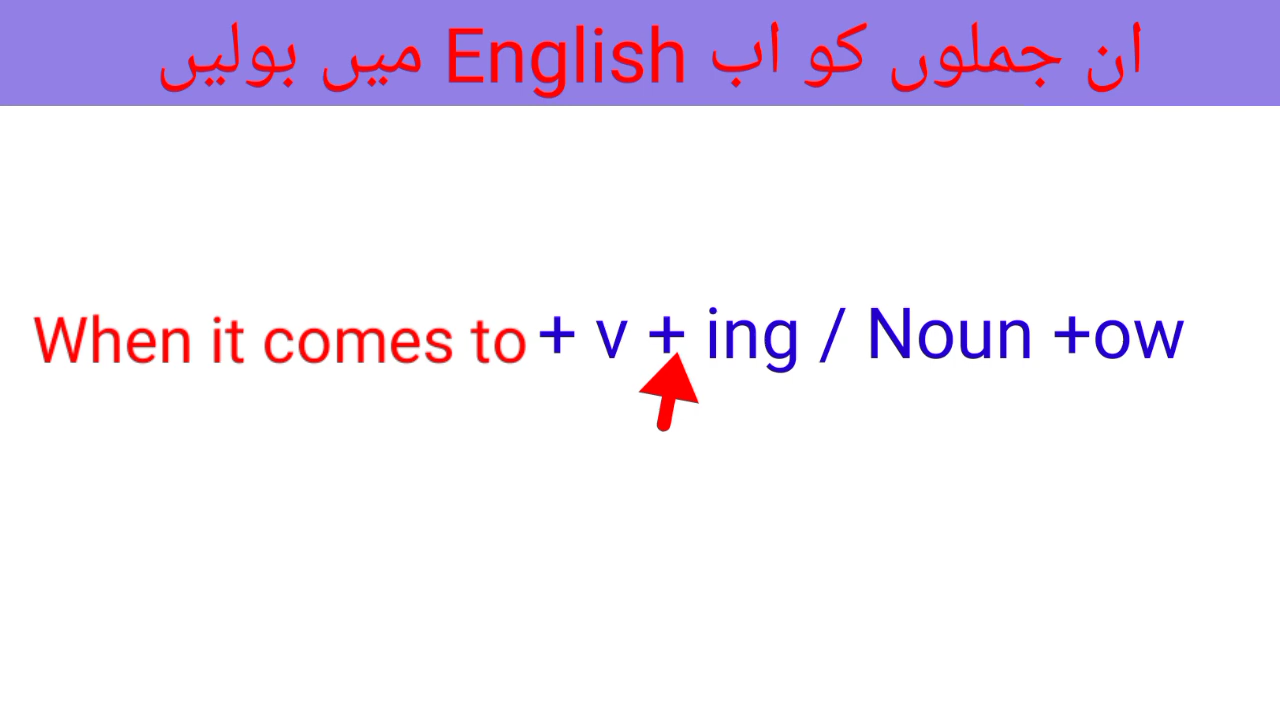 ان جملوں کو اب English میں بولیں
When it comes to + v + ing / Noun +ow